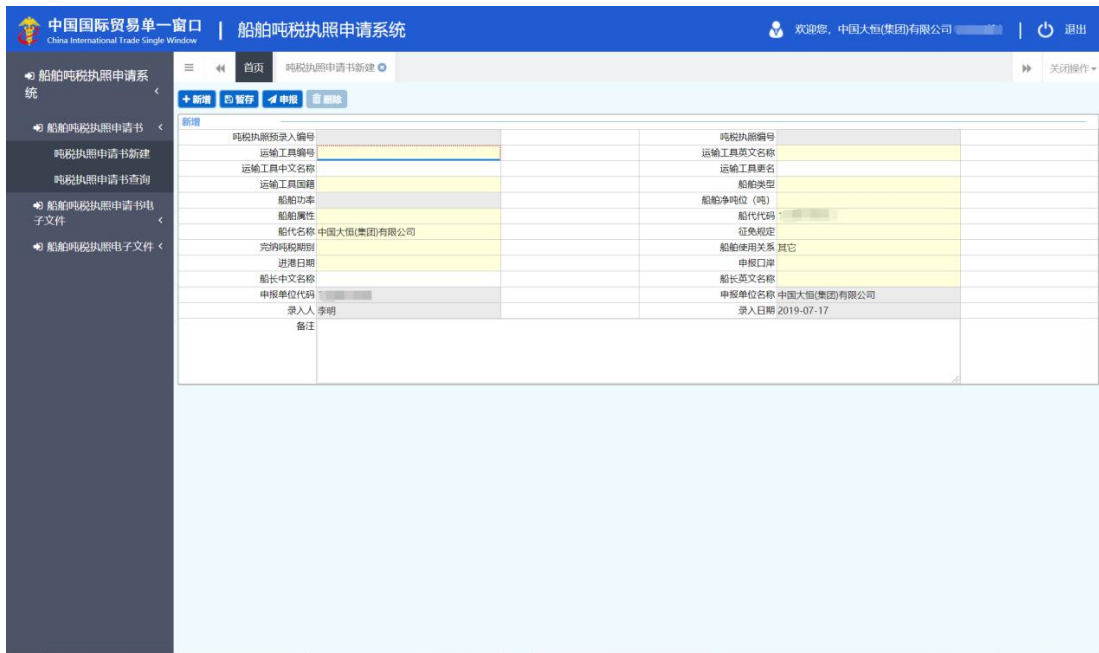 中国国际贸易单一窗口 | 船舶吨税执照申请系统
China International Trade Single Window
欢迎您，中国大恒(集团)有限公司
退出
船舶吨税执照申请系统
船舶吨税执照申请书
吨税执照申请书新建
吨税执照申请书查询
船舶吨税执照申请书电子文件
船舶吨税执照电子文件
首页 吨税执照申请书新建 关闭操作
新增 暂存 申报 删除
新增
吨税执照预录入编号 吨税执照编号
运输工具编号 运输工具英文名称
运输工具中文名称 运输工具更名
运输工具国籍 船舶类型
船舶功率 船舶净吨位（吨）
船舶属性 船代代码
船代名称 中国大恒(集团)有限公司 征免规定
完纳吨税期别 船舶使用关系 其它
进港日期 申报口岸
船长中文名称 船长英文名称
申报单位代码 申报单位名称 中国大恒(集团)有限公司
录入人 李明 录入日期 2019-07-17
备注